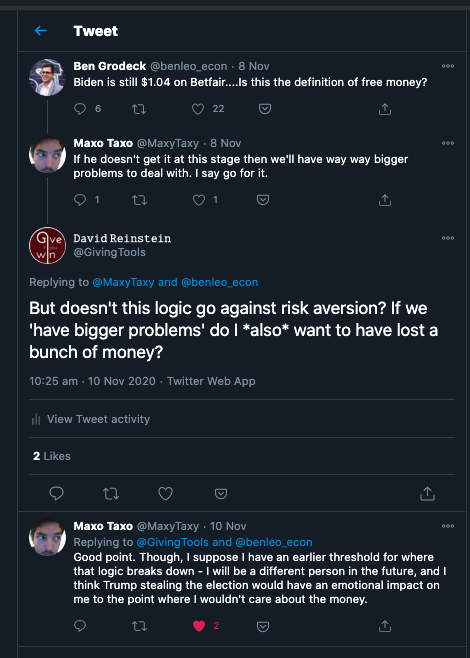 Tweet
Ben Grodeck @benleo_econ · 8 Nov
Biden is still $1.04 on Betfair....Is this the definition of free money?
6 22
Maxo Taxo @MaxyTaxy · 8 Nov
If he doesn't get it at this stage then we'll have way way bigger
problems to deal with. I say go for it.
1 1
Give
if you
win
David Reinstein
@GivingTools
Replying to @MaxyTaxy and @benleo_econ
But doesn't this logic go against risk aversion? If we
'have bigger problems' do I *also* want to have lost a
bunch of money?
10:25 am · 10 Nov 2020 · Twitter Web App
View Tweet activity
2 Likes
Maxo Taxo @MaxyTaxy · 10 Nov
Replying to @GivingTools and @benleo_econ
Good point. Though, I suppose I have an earlier threshold for where
that logic breaks down - I will be a different person in the future, and I
think Trump stealing the election would have an emotional impact on
me to the point where I wouldn't care about the money.
2